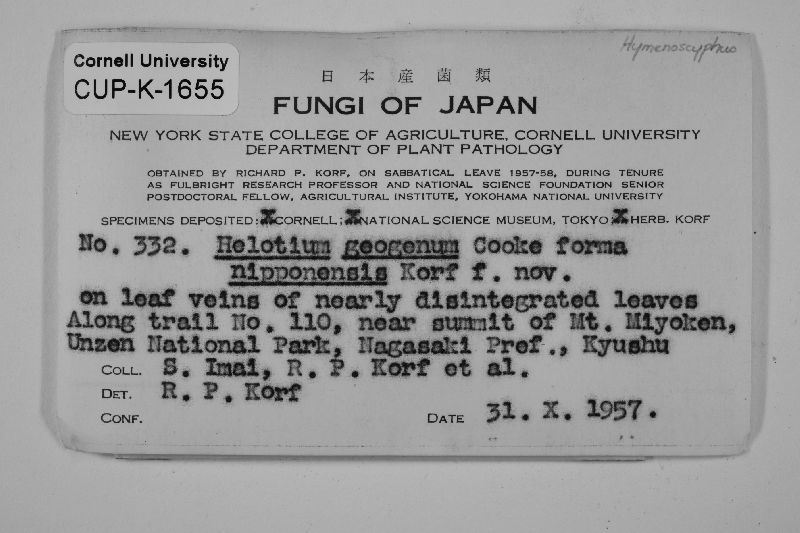 Hymenoscyphus
Cornell University
CUP-K-1655
日本産菌類
FUNGI OF JAPAN
NEW YORK STATE COLLEGE OF AGRICULTURE, CORNELL UNIVERSITY
DEPARTMENT OF PLANT PATHOLOGY
OBTAINED BY RICHARD P. KORF, ON SABBATICAL LEAVE 1957-58, DURING TENURE
AS FULBRIGHT RESEARCH PROFESSOR AND NATIONAL SCIENCE FOUNDATION SENIOR
POSTDOCTORAL FELLOW, AGRICULTURAL INSTITUTE, YOKOHAMA NATIONAL UNIVERSITY
SPECIMENS DEPOSITED: X CORNELL; X NATIONAL SCIENCE MUSEUM, TOKYO X HERB. KORF
No. 332. Helotium geogenum Cooke forma
nipponensis Korf f. nov.
on leaf veins of nearly disintegrated leaves
Along trail No. 110, near summit of Mt. Miyoken,
Unzen National Park, Nagasaki Pref., Kyushu
COLL. S. Imai, R. P. Korf et al.
DET. R. P. Korf
CONF. DATE 31. X. 1957.